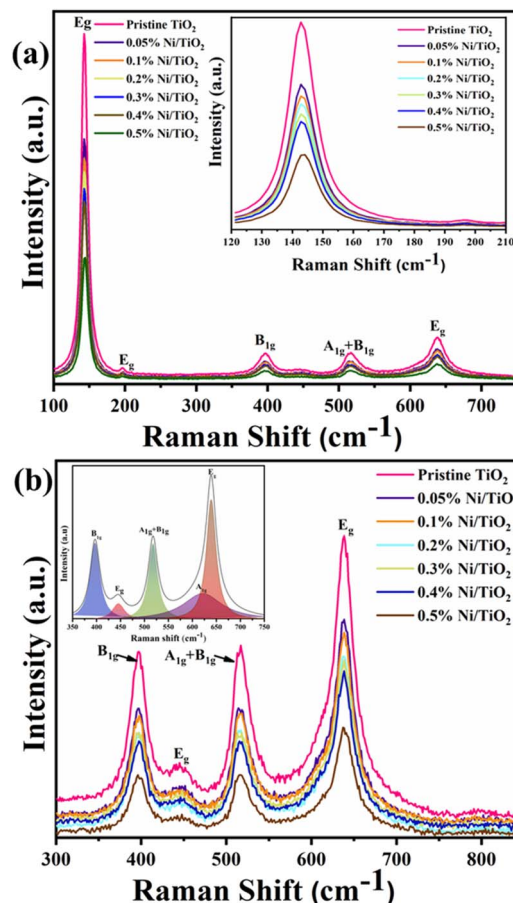 (a)
Eg
Pristine TiO2
0.05% Ni/TiO2
0.1% Ni/TiO2
0.2% Ni/TiO2
0.3% Ni/TiO2
0.4% Ni/TiO2
0.5% Ni/TiO2
Pristine TiO2
0.05% Ni/TiO2
0.1% Ni/TiO2
0.2% Ni/TiO2
0.3% Ni/TiO2
0.4% Ni/TiO2
0.5% Ni/TiO2
Intensity (a.u.)
120 130 140 150 160 170 180 190 200 210
Raman Shift (cm-1)
Intensity (a.u.)
Eg
B1g
A1g+B1g
Eg
100 200 300 400 500 600 700
Raman Shift (cm-1)
(b)
Pristine TiO2
0.05% Ni/TiO
0.1% Ni/TiO2
0.2% Ni/TiO2
0.3% Ni/TiO2
0.4% Ni/TiO2
0.5% Ni/TiO2
Intensity (a.u)
B1g
Eg
A1g+B1g
350 400 450 500 550 600 650 700 750
Raman shift (cm-1)
Intensity (a.u.)
B1g
Eg
A1g+B1g
Eg
300 400 500 600 700 800
Raman Shift (cm-1)